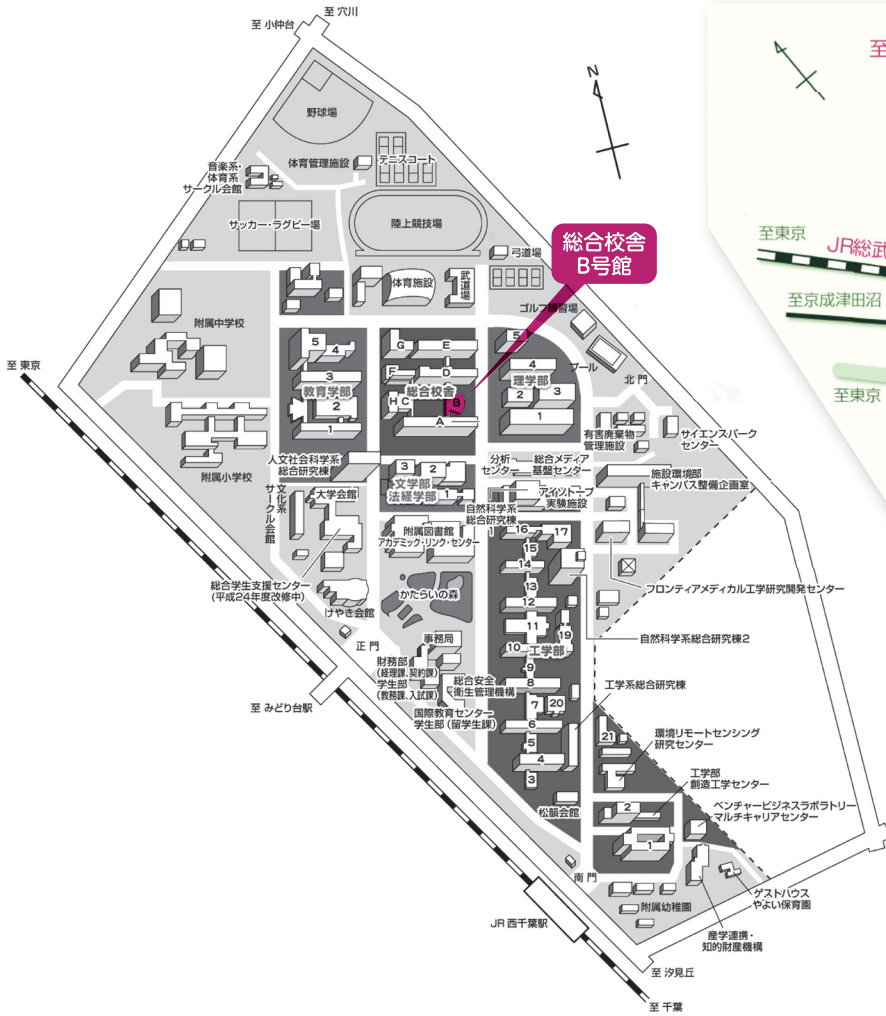 至 穴川
至 小仲台
野球場
体育管理施設
テニスコート
音楽系・
体育系
サークル会館
サッカー・ラグビー場
陸上競技場
N
弓道場
総合校舎
B号館
体育施設
武道場
ゴルフ練習場
プール
北門
附属中学校
至 東京
5
4
3
教育学部
2
1
G
E
F
D
総合校舎
H
C
B
A
5
4
理学部
2
3
1
附属小学校
人文社会科学系
総合研究棟
文化系
サークル会館
大学会館
3
2
文学部
法経学部
1
分析
センター
総合メディア
基盤センター
アイソトープ
実験施設
有害廃棄物
管理施設
サイエンスパーク
センター
施設環境部
キャンパス整備企画室
自然科学系
総合研究棟
1
附属図書館
アカデミック・リンク・センター
総合学生支援センター
(平成24年度改修中)
けやき会館
かたらいの森
16
17
15
14
13
12
11
19
10
工学部
9
8
7
20
6
5
4
3
フロンティアメディカル工学研究開発センター
自然科学系総合研究棟2
正門
事務局
財務部
(経理課、契約課)
学生部
(教務課、入試課)
総合安全
衛生管理機構
国際教育センター
学生部(留学生課)
至 みどり台駅
工学系総合研究棟
21
環境リモートセンシング
研究センター
工学部
創造工学センター
ベンチャービジネスラボラトリー
マルチキャリアセンター
松韻会館
2
1
南門
附属幼稚園
ゲストハウス
やよい保育園
産学連携・
知的財産機構
JR 西千葉駅
至 汐見丘
至 千葉
至
至東京
JR総武
至京成津田沼
至東京